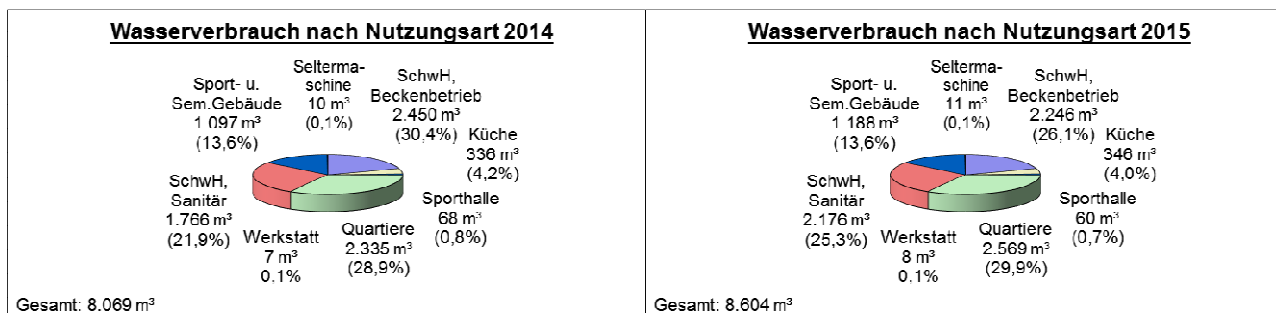 Wasserverbrauch nach Nutzungsart 2014
Seltermaschine
10 m³
(0,1%)
SchwH,
Beckenbetrieb
2.450 m³
(30,4%)
Küche
336 m³
(4,2%)
Sporthalle
68 m³
(0,8%)
Quartiere
2.335 m³
(28,9%)
Werkstatt
7 m³
0,1%
SchwH,
Sanitär
1.766 m³
(21,9%)
Sport- u.
Sem.Gebäude
1.097 m³
(13,6%)
Gesamt: 8.069 m³
Wasserverbrauch nach Nutzungsart 2015
Selterma-
schine
11 m³
(0,1%)
SchwH,
Beckenbetrieb
2.246 m³
(26,1%)
Küche
346 m³
(4,0%)
Sporthalle
60 m³
(0,7%)
Quartiere
2.569 m³
(29,9%)
Werkstatt
8 m³
0,1%
SchwH,
Sanitär
2.176 m³
(25,3%)
Sport- u.
Sem.Gebäude
1.188 m³
(13,6%)
Gesamt: 8.604 m³